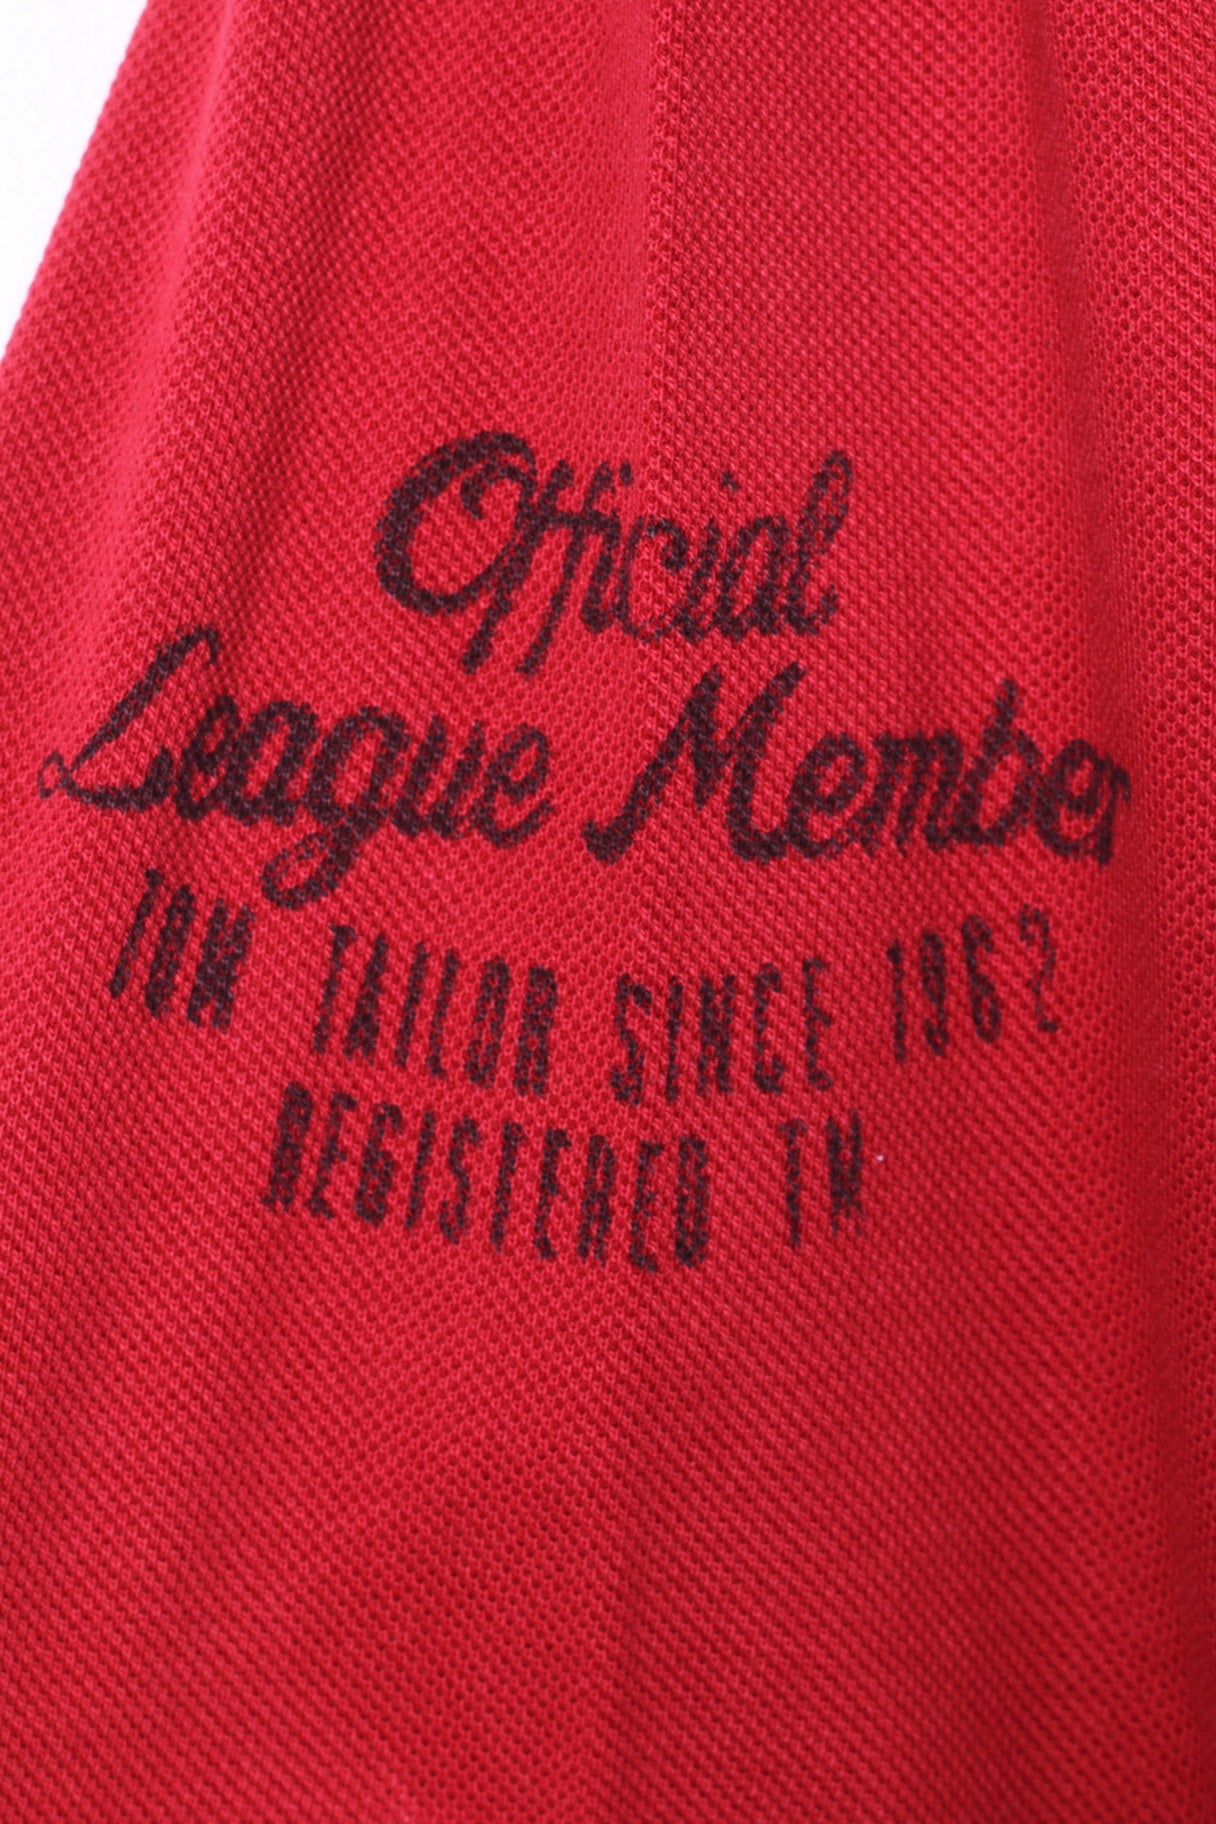 Official
League Member
TOM TAILOR SINCE 1962
REGISTERED TM